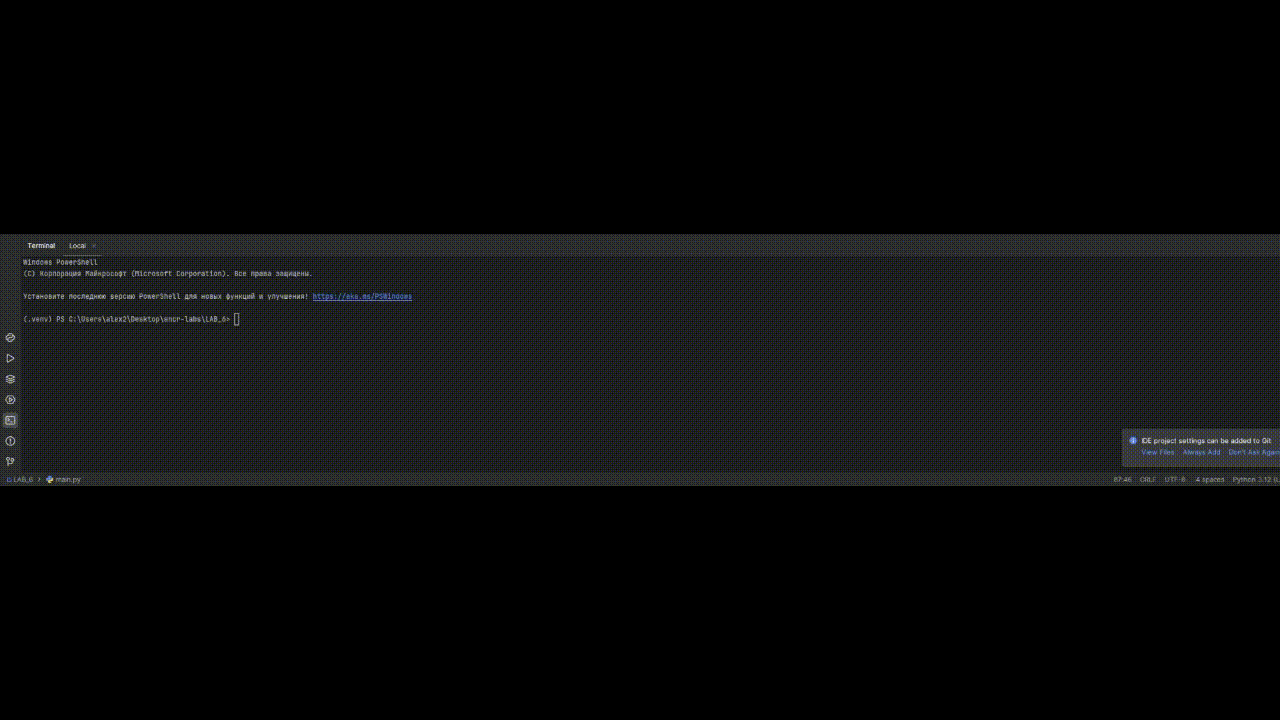 Terminal Local ×
Windows PowerShell
(C) Корпорация Майкрософт (Microsoft Corporation). Все права защищены.
Установите последнюю версию PowerShell для новых функций и улучшения! https://aka.ms/PSWindows
(.venv) PS C:\Users\alex2\Desktop\encr-labs\LAB_6>
IDE project settings can be added to Git
View Files Always Add Don't Ask Again
LAB_6 > main.py
67:46 CRLF UTF-8 4 spaces Python 3.12